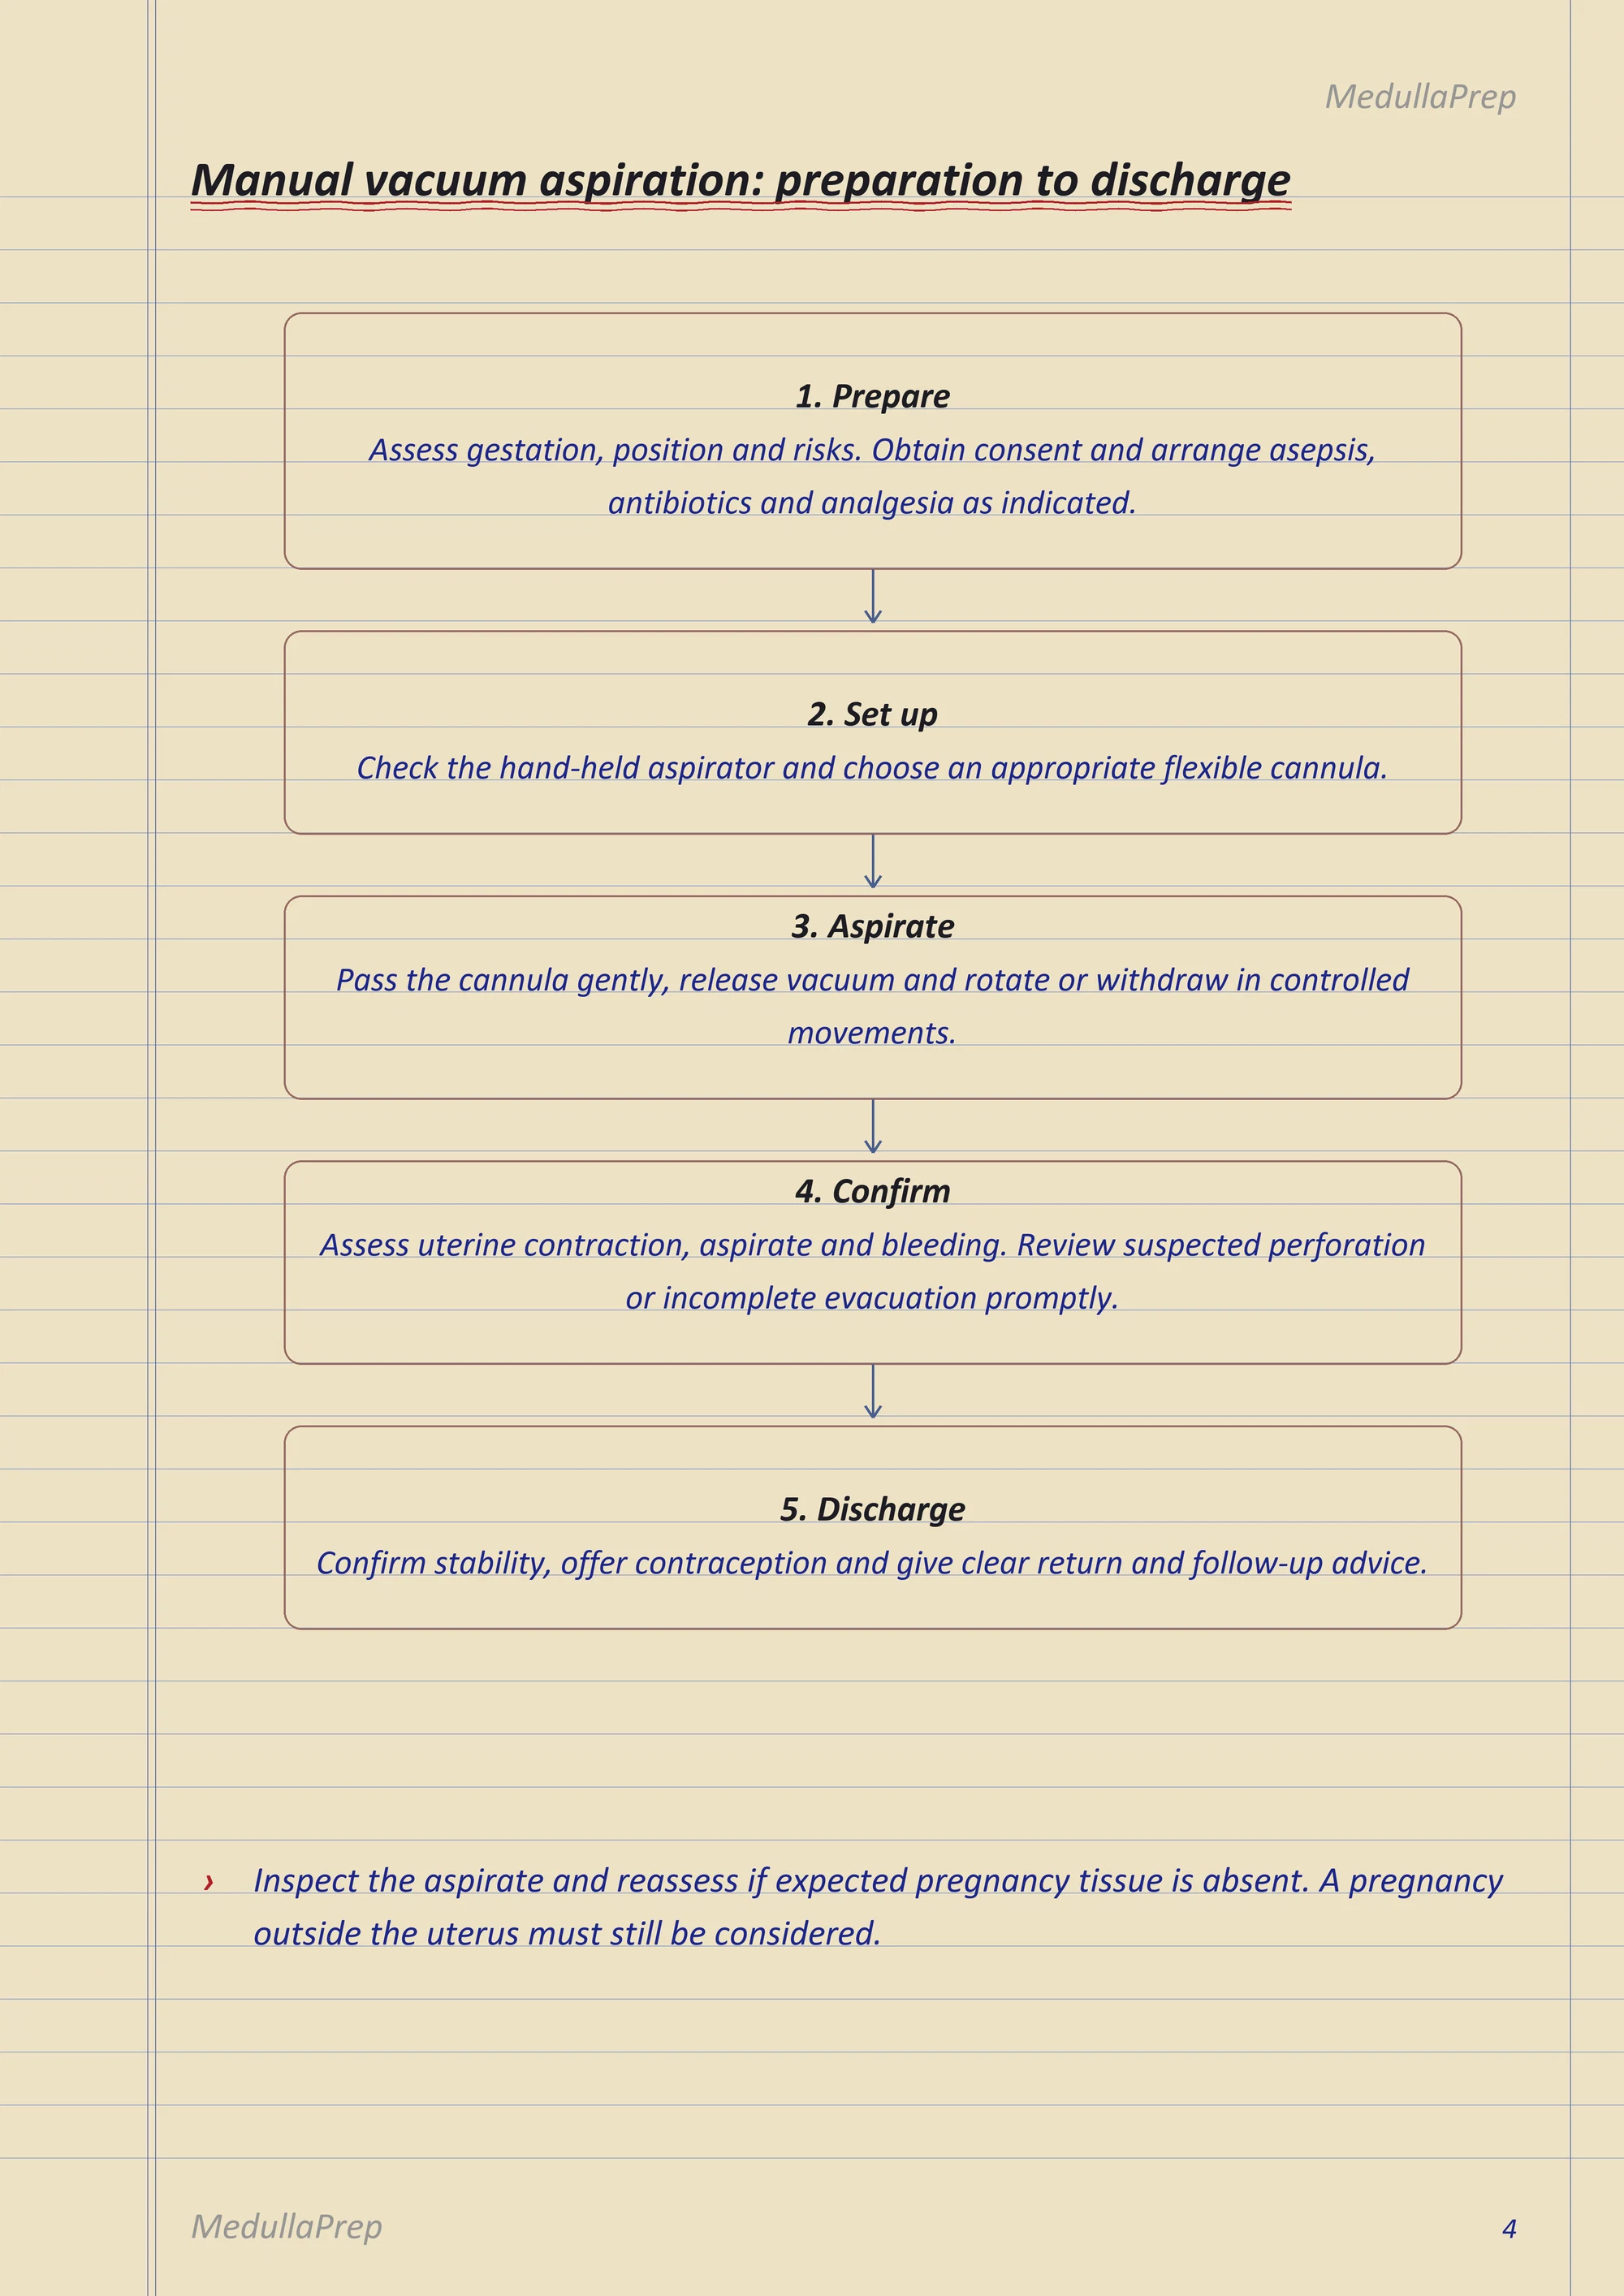 MedullaPrep
Manual vacuum aspiration: preparation to discharge
1. Prepare
Assess gestation, position and risks. Obtain consent and arrange asepsis,
antibiotics and analgesia as indicated.
2. Set up
Check the hand-held aspirator and choose an appropriate flexible cannula.
3. Aspirate
Pass the cannula gently, release vacuum and rotate or withdraw in controlled
movements.
4. Confirm
Assess uterine contraction, aspirate and bleeding. Review suspected perforation
or incomplete evacuation promptly.
5. Discharge
Confirm stability, offer contraception and give clear return and follow-up advice.
› Inspect the aspirate and reassess if expected pregnancy tissue is absent. A pregnancy
outside the uterus must still be considered.
MedullaPrep
4